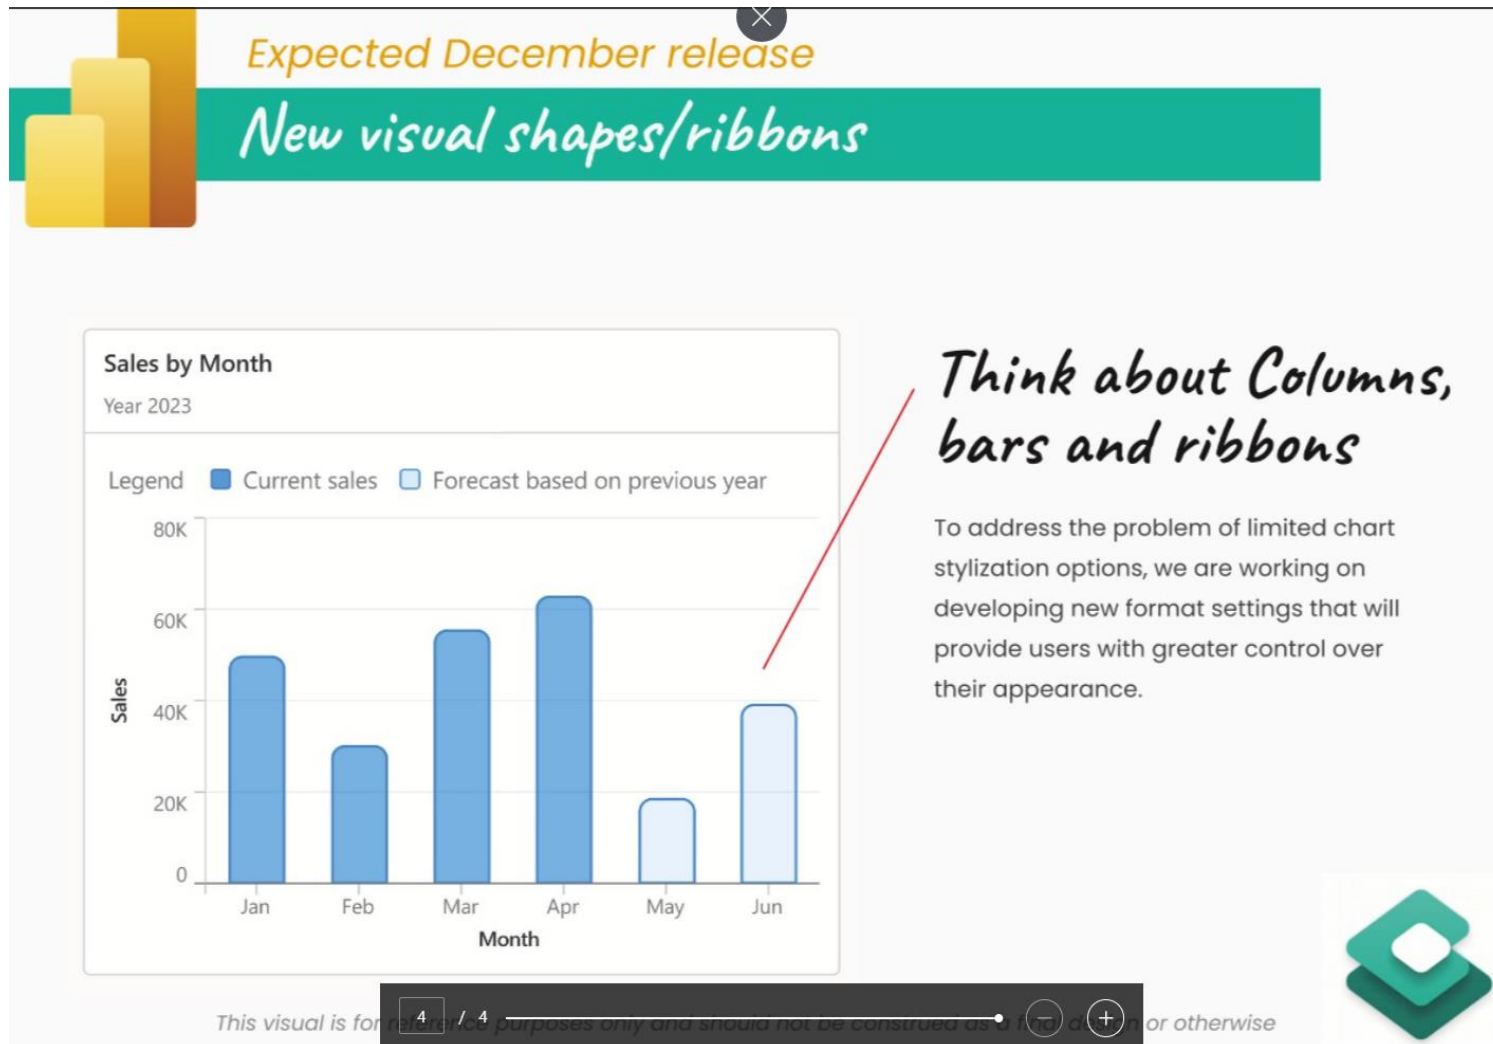 Expected December release
New visual shapes/ribbons
Sales by Month
Year 2023
Legend Current sales Forecast based on previous year
80K
60K
40K
20K
0
Sales
Jan Feb Mar Apr May Jun
Month
Think about Columns,
bars and ribbons
To address the problem of limited chart
stylization options, we are working on
developing new format settings that will
provide users with greater control over
their appearance.
4 / 4
This visual is for reference purposes only and should not be construed as a final design or otherwise